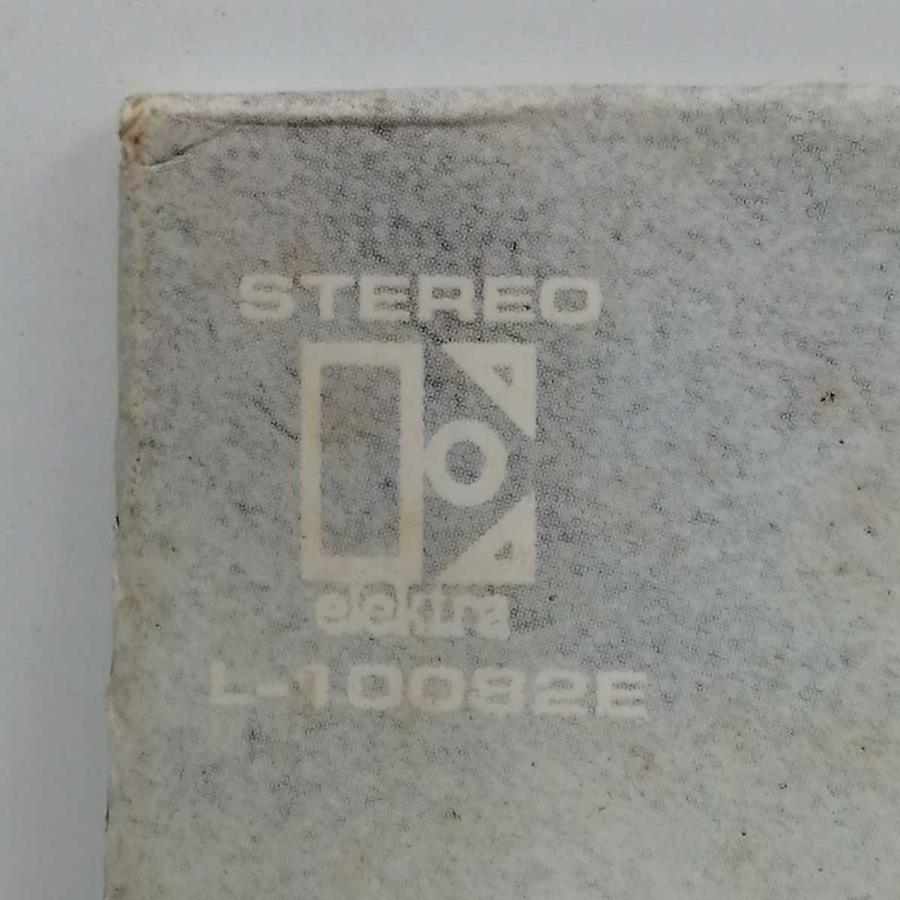 STEREO
elektra
L-10082E